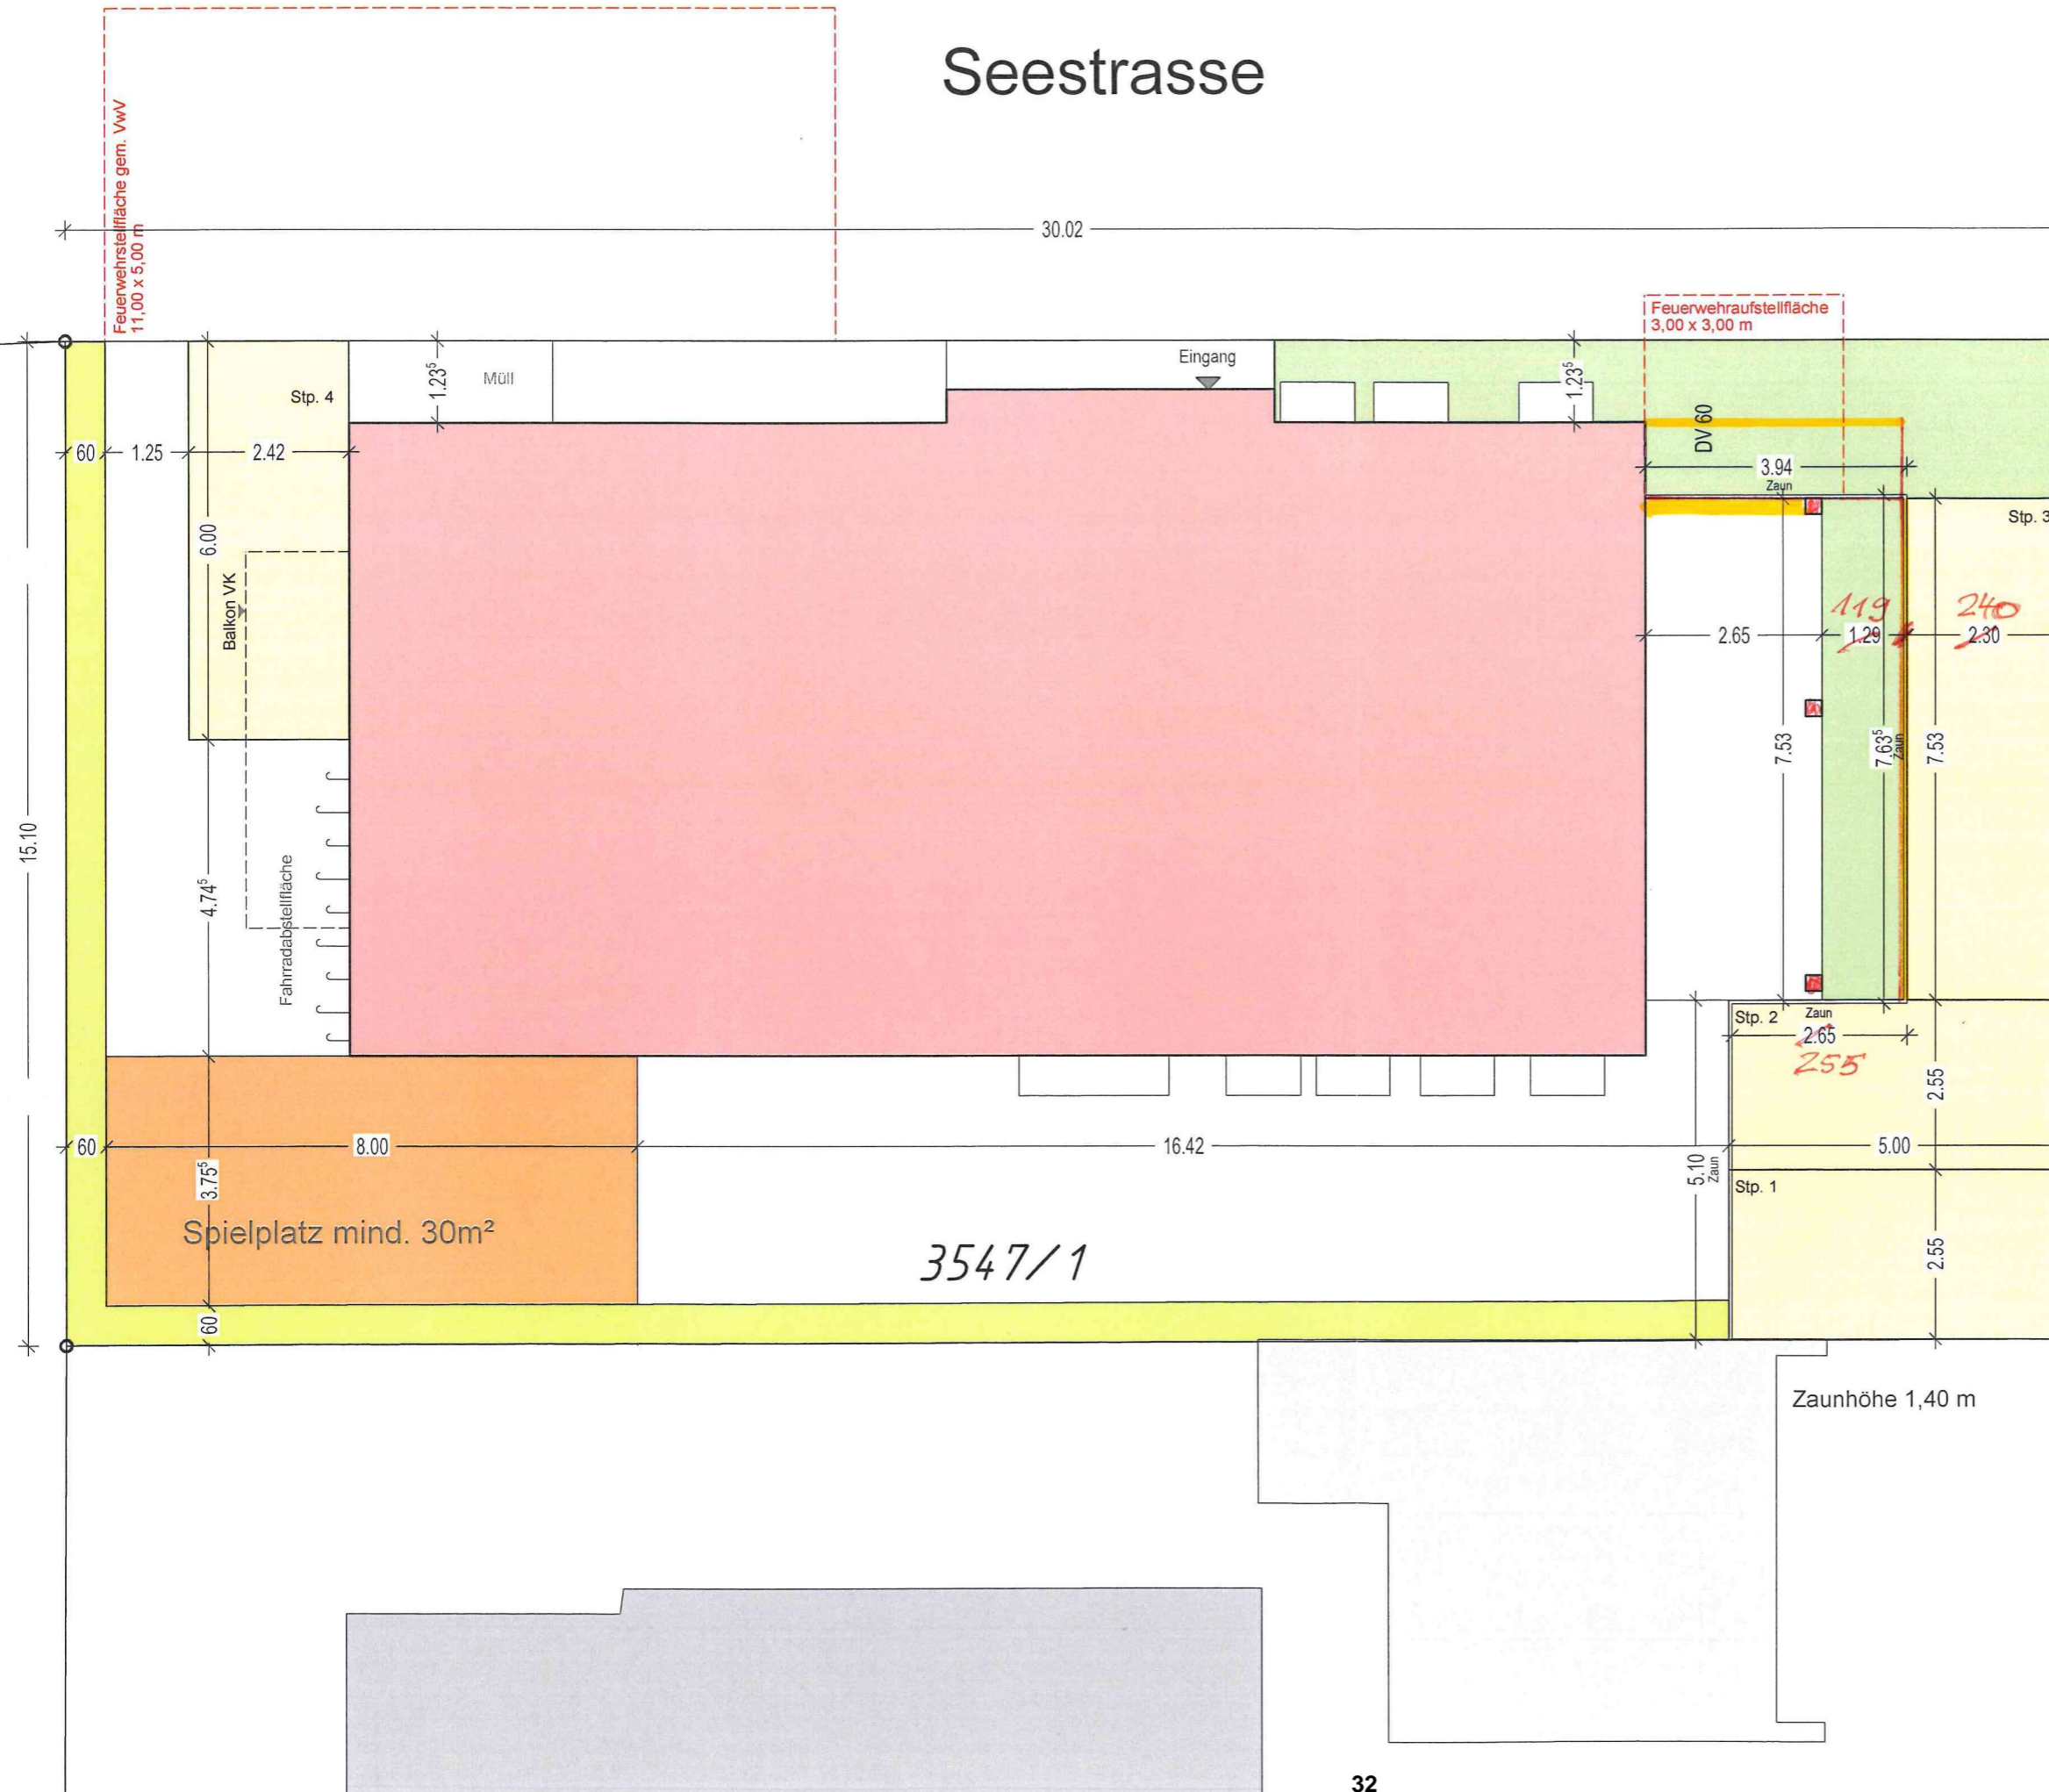 Seestrasse
Feuerwehrstellfläche gem. VwV
11,00 x 5,00 m
30.02
Feuerwehraufstellfläche
3,00 x 3,00 m
Eingang
Müll
1.23⁵
1.23⁵
Stp. 4
DV 60
60
1.25
2.42
3.94
Zaun
Stp. 3
6.00
Balkon VK
119
240
2.65
1.29
2.30
7.53
7.63⁵
Zaun
7.53
15.10
4.74⁵
Fahrradabstellfläche
Stp. 2
Zaun
2.65
255
2.55
60
8.00
16.42
5.00
3.75⁵
5.10
Zaun
Stp. 1
Spielplatz mind. 30m²
3547/1
2.55
60
Zaunhöhe 1,40 m
32